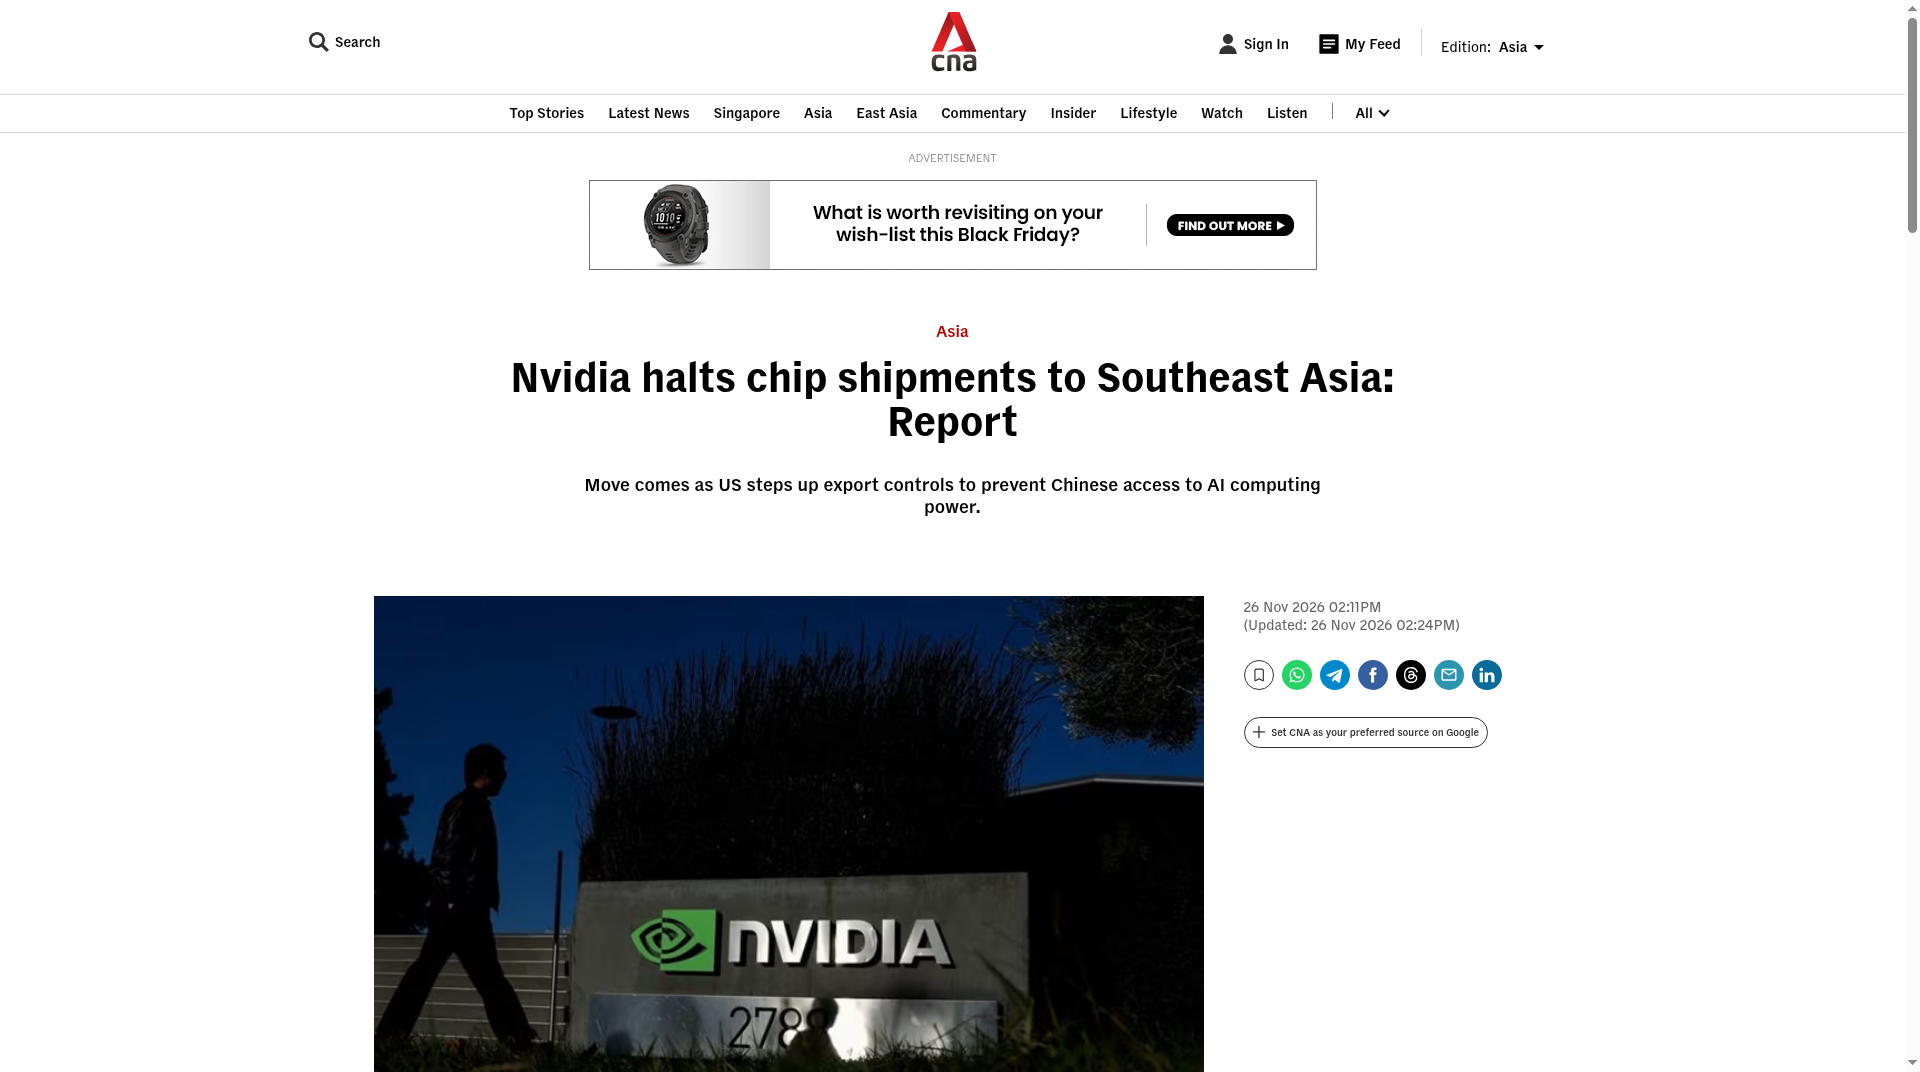 Search
cna
Sign In
My Feed
Edition: Asia
Top Stories
Latest News
Singapore
Asia
East Asia
Commentary
Insider
Lifestyle
Watch
Listen
All
ADVERTISEMENT
1010
What is worth revisiting on your
wish-list this Black Friday?
FIND OUT MORE
Asia
Nvidia halts chip shipments to Southeast Asia:
Report
Move comes as US steps up export controls to prevent Chinese access to AI computing
power.
26 Nov 2026 02:11PM
(Updated: 26 Nov 2026 02:24PM)
Set CNA as your preferred source on Google
NVIDIA
2788